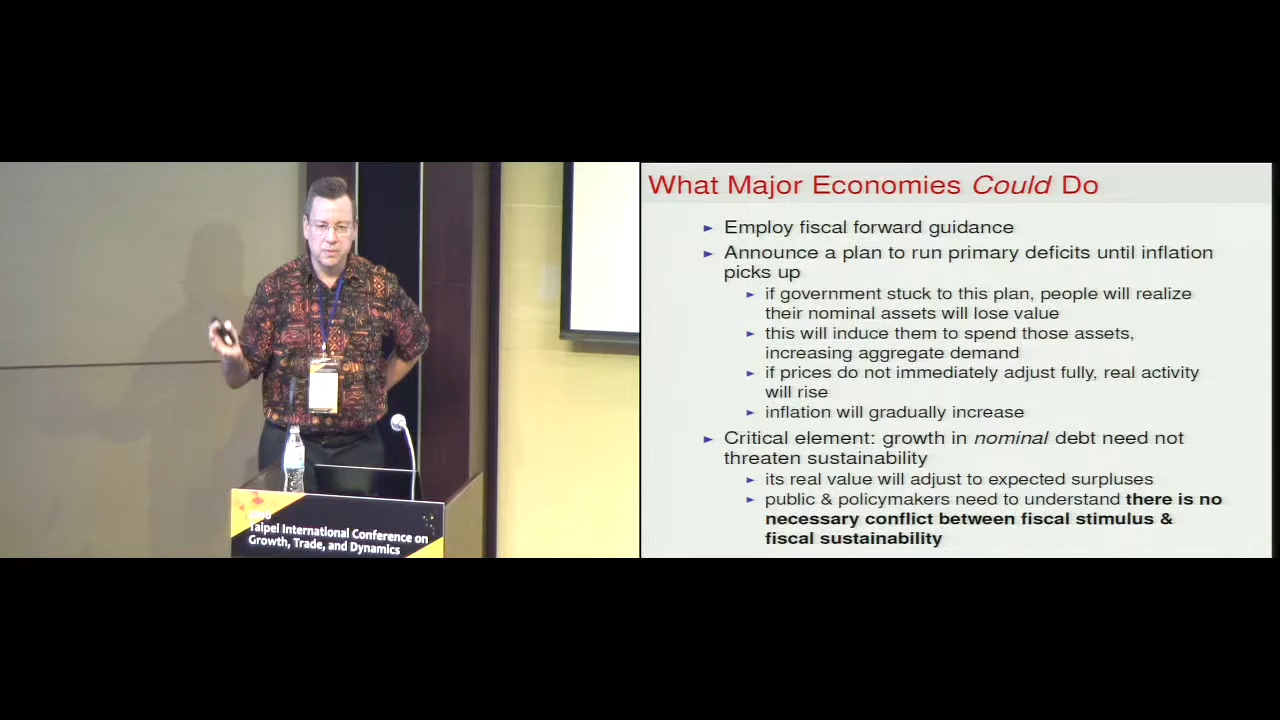 Taipei International Conference on
Growth, Trade, and Dynamics
What Major Economies Could Do
► Employ fiscal forward guidance
► Announce a plan to run primary deficits until inflation
picks up
► if government stuck to this plan, people will realize
their nominal assets will lose value
► this will induce them to spend those assets,
increasing aggregate demand
► if prices do not immediately adjust fully, real activity
will rise
► inflation will gradually increase
► Critical element: growth in nominal debt need not
threaten sustainability
► its real value will adjust to expected surpluses
► public & policymakers need to understand there is no
necessary conflict between fiscal stimulus &
fiscal sustainability